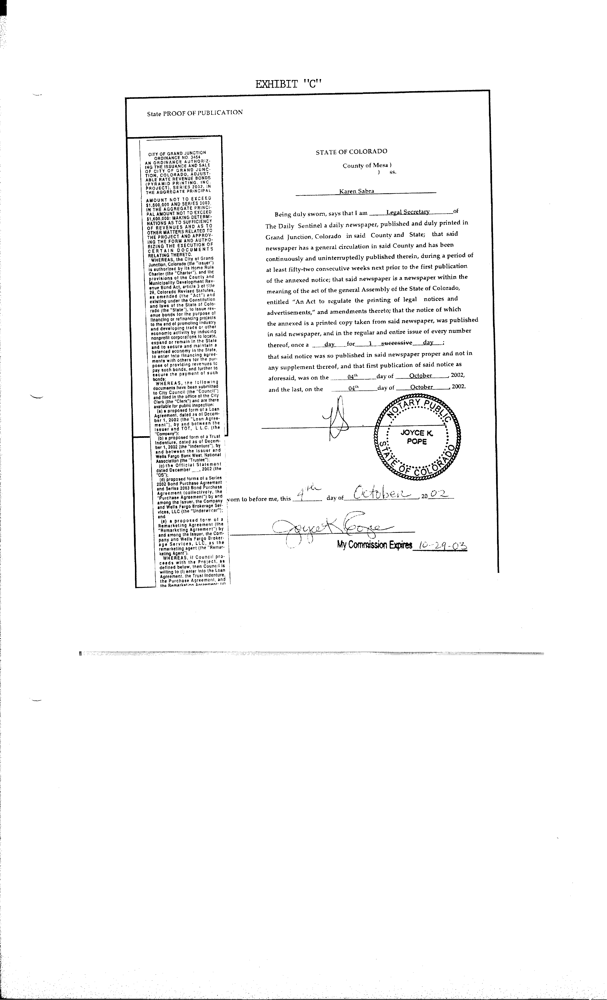 EXHIBIT "C"
State PROOF OF PUBLICATION
CITY OF GRAND JUNCTION
ORDINANCE NO. 3454
AN ORDINANCE AUTHORIZ-
ING THE ISSUANCE AND SALE
OF CITY OF GRAND JUNC-
TION, COLORADO, ADJUST-
ABLE RATE REVENUE BONDS
(PYRAMID PRINTING, INC.
PROJECT), SERIES 2002, IN
THE AGGREGATE PRINCIPAL
AMOUNT NOT TO EXCEED
$1,600,000 AND SERIES 2003,
IN THE AGGREGATE PRINCI-
PAL AMOUNT NOT TO EXCEED
$1,600,000; MAKING DETERMI-
NATIONS AS TO SUFFICIENCY
OF REVENUES AND AS TO
OTHER MATTERS RELATED TO
THE PROJECT AND APPROV-
ING THE FORM AND AUTHO-
RIZING THE EXECUTION OF
CERTAIN DOCUMENTS
RELATING THERETO.
WHEREAS, the City of Grand
Junction, Colorado (the "Issuer")
is authorized by its Home Rule
Charter (the "Charter"), and the
provisions of the County and
Municipality Development Rev-
enue Bond Act, article 3 of title
29, Colorado Revised Statutes,
as amended (the "Act") and
existing under the Constitution
and laws of the State of Colo-
rado (the "State"), to issue rev-
enue bonds for the purpose of
financing or refinancing projects
to the end of promoting industry
and developing trade or other
economic activity by inducing
nonprofit corporations to locate,
expand or remain in the State
and to secure and maintain a
balanced economy in the State,
to enter into financing agree-
ments with others for the pur-
pose of providing revenues to
pay such bonds, and further to
secure the payment of such
bonds;
WHEREAS, the following
documents have been submitted
to City Council (the "Council")
and filed in the office of the City
Clerk (the "Clerk") and are there
available for public inspection:
(a) a proposed form of a Loan
Agreement, dated as of Decem-
ber 1, 2002 (the "Loan Agree-
ment"), by and between the
Issuer and TOT, L.L.C. (the
"Company");
(b) a proposed form of a Trust
Indenture, dated as of Decem-
ber 1, 2002 (the "Indenture"), by
and between the Issuer and
Wells Fargo Bank West, National
Association (the "Trustee");
(c) the Official Statement
dated December ___, 2002 (the
"OS");
(d) proposed forms of a Series
2002 Bond Purchase Agreement
and Series 2003 Bond Purchase
Agreement (collectively, the
"Purchase Agreement") by and
among the Issuer, the Company
and Wells Fargo Brokerage Ser-
vices, LLC (the "Underwriter");
and
(e) a proposed form of a
Remarketing Agreement (the
"Remarketing Agreement") by
and among the Issuer, the Com-
pany and Wells Fargo Broker-
age Services, LLC, as the
remarketing agent (the "Remar-
keting Agent").
WHEREAS, if Council pro-
ceeds with the Project, as
defined below, then Council is
willing to (i) enter into the Loan
Agreement, the Trust Indenture,
the Purchase Agreement, and
the Remarketing Agreement; (ii)
STATE OF COLORADO
County of Mesa )
) ss.
Karen Sabra
Being duly sworn, says that I am Legal Secretary of
The Daily Sentinel a daily newspaper, published and duly printed in
Grand Junction, Colorado in said County and State; that said
newspaper has a general circulation in said County and has been
continuously and uninterruptedly published therein, during a period of
at least fifty-two consecutive weeks next prior to the first publication
of the annexed notice; that said newspaper is a newspaper within the
meaning of the act of the general Assembly of the State of Colorado,
entitled "An Act to regulate the printing of legal notices and
advertisements," and amendments thereto; that the notice of which
the annexed is a printed copy taken from said newspaper, was published
in said newspaper, and in the regular and entire issue of every number
thereof, once a day for 1 successive day ;
that said notice was so published in said newspaper proper and not in
any supplement thereof, and that first publication of said notice as
aforesaid, was on the 04th day of October , 2002,
and the last, on the 04th day of October , 2002.
NOTARY PUBLIC
JOYCE K.
POPE
STATE OF COLORADO
vorn to before me, this day of October , 20 02
Joyce K Pope
My Commission Expires 10-29-03